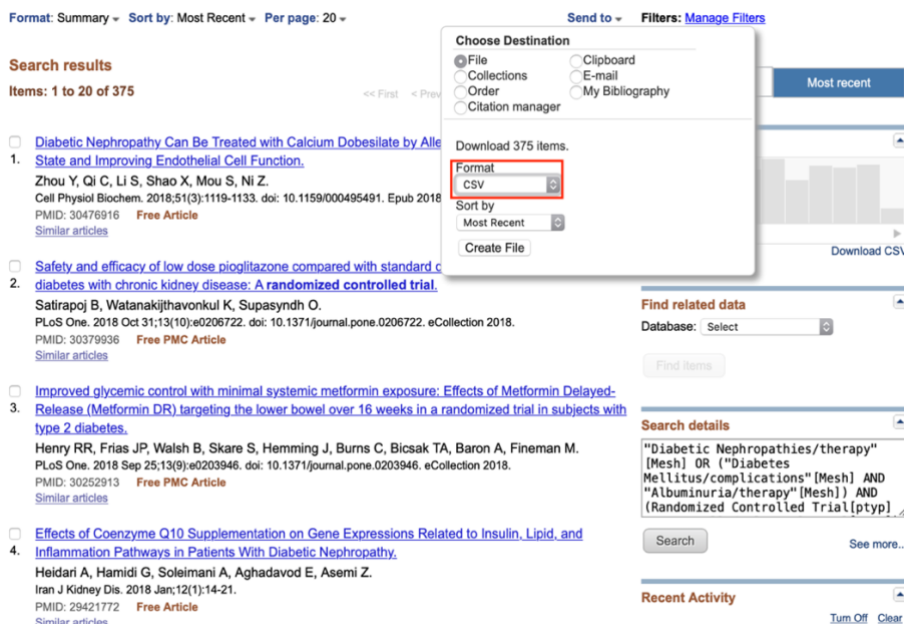 Format: Summary Sort by: Most Recent Per page: 20 Send to Filters: Manage Filters
Search results
Items: 1 to 20 of 375
<< First < Prev
Choose Destination
File Clipboard
Collections E-mail
Order My Bibliography
Citation manager
Download 375 items.
Format
CSV
Sort by
Most Recent
Create File
1. Diabetic Nephropathy Can Be Treated with Calcium Dobesilate by Alle
State and Improving Endothelial Cell Function.
Zhou Y, Qi C, Li S, Shao X, Mou S, Ni Z.
Cell Physiol Biochem. 2018;51(3):1119-1133. doi: 10.1159/000495491. Epub 2018
PMID: 30476916 Free Article
Similar articles
2. Safety and efficacy of low dose pioglitazone compared with standard
diabetes with chronic kidney disease: A randomized controlled trial.
Satirapoj B, Watanakijthavonkul K, Supasyndh O.
PLoS One. 2018 Oct 31;13(10):e0206722. doi: 10.1371/journal.pone.0206722. eCollection 2018.
PMID: 30379936 Free PMC Article
Similar articles
3. Improved glycemic control with minimal systemic metformin exposure: Effects of Metformin Delayed-
Release (Metformin DR) targeting the lower bowel over 16 weeks in a randomized trial in subjects with
type 2 diabetes.
Henry RR, Frias JP, Walsh B, Skare S, Hemming J, Burns C, Bicsak TA, Baron A, Fineman M.
PLoS One. 2018 Sep 25;13(9):e0203946. doi: 10.1371/journal.pone.0203946. eCollection 2018.
PMID: 30252913 Free PMC Article
Similar articles
4. Effects of Coenzyme Q10 Supplementation on Gene Expressions Related to Insulin, Lipid, and
Inflammation Pathways in Patients With Diabetic Nephropathy.
Heidari A, Hamidi G, Soleimani A, Aghadavod E, Asemi Z.
Iran J Kidney Dis. 2018 Jan;12(1):14-21.
PMID: 29421772 Free Article
Similar articles
Most recent
Download CSV
Find related data
Database: Select
Find items
Search details
"Diabetic Nephropathies/therapy"
[Mesh] OR ("Diabetes
Mellitus/complications"[Mesh] AND
"Albuminuria/therapy"[Mesh]) AND
(Randomized Controlled Trial[ptyp]
Search
See more..
Recent Activity
Turn Off Clear